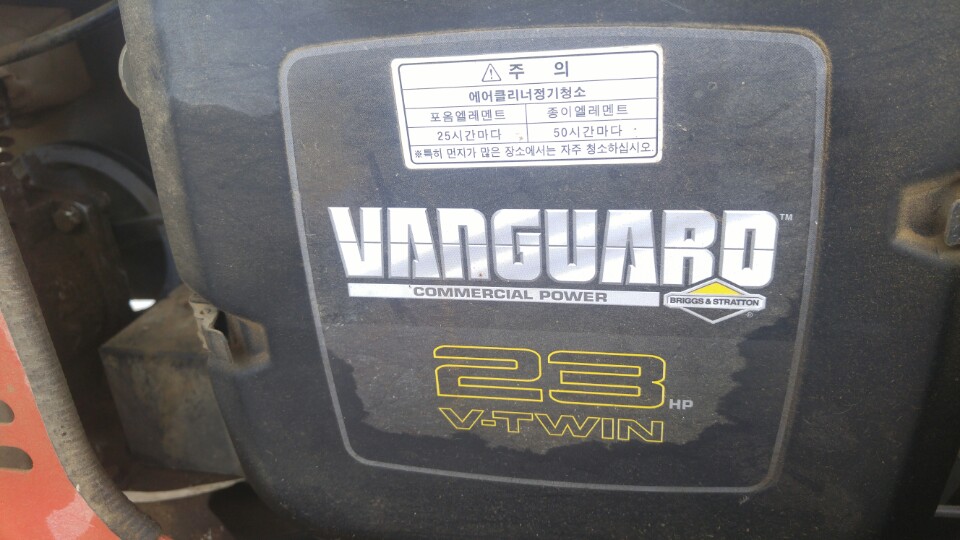 ⚠ 주 의
에어클리너정기청소
포옴엘레멘트 종이엘레멘트
25시간마다 50시간마다
※특히 먼지가 많은 장소에서는 자주 청소하십시오
VANGUARD™
COMMERCIAL POWER
BRIGGS & STRATTON®
23 HP
V-TWIN